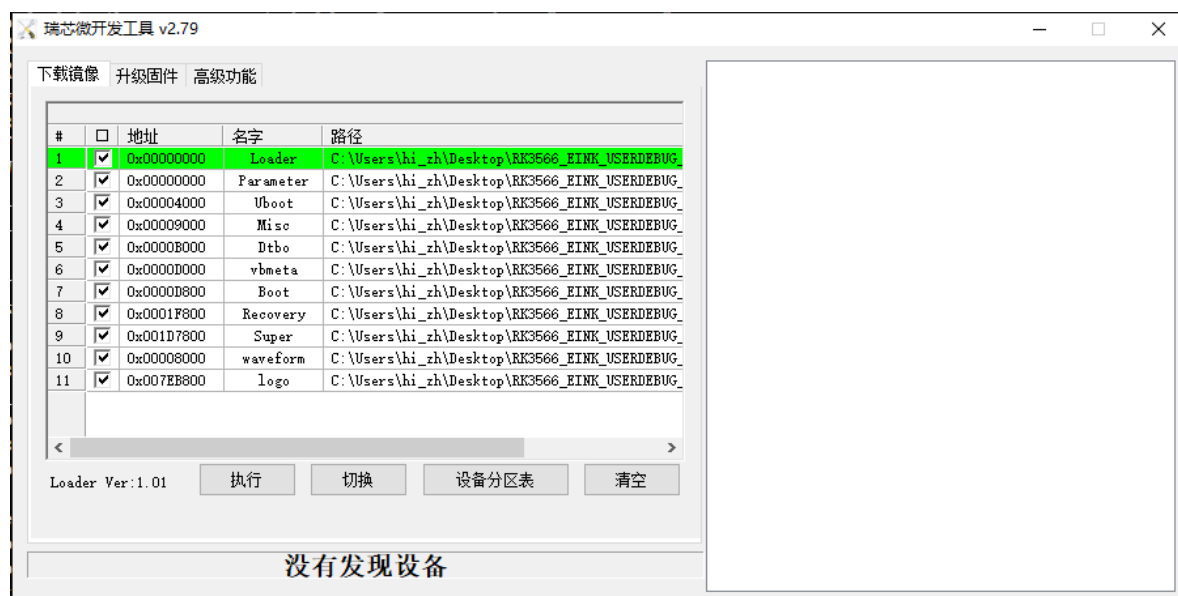 瑞芯微开发工具 v2.79
下载镜像 升级固件 高级功能
# 地址 名字 路径
1 0x00000000 Loader C:\Users\hi_zh\Desktop\RK3566_EINK_USERDEBUG_
2 0x00000000 Parameter C:\Users\hi_zh\Desktop\RK3566_EINK_USERDEBUG_
3 0x00004000 Uboot C:\Users\hi_zh\Desktop\RK3566_EINK_USERDEBUG_
4 0x00009000 Misc C:\Users\hi_zh\Desktop\RK3566_EINK_USERDEBUG_
5 0x0000B000 Dtbo C:\Users\hi_zh\Desktop\RK3566_EINK_USERDEBUG_
6 0x0000D000 vbmeta C:\Users\hi_zh\Desktop\RK3566_EINK_USERDEBUG_
7 0x0000D800 Boot C:\Users\hi_zh\Desktop\RK3566_EINK_USERDEBUG_
8 0x0001F800 Recovery C:\Users\hi_zh\Desktop\RK3566_EINK_USERDEBUG_
9 0x001D7800 Super C:\Users\hi_zh\Desktop\RK3566_EINK_USERDEBUG_
10 0x00008000 waveform C:\Users\hi_zh\Desktop\RK3566_EINK_USERDEBUG_
11 0x007EB800 logo C:\Users\hi_zh\Desktop\RK3566_EINK_USERDEBUG_
Loader Ver:1.01 执行 切换 设备分区表 清空
没有发现设备